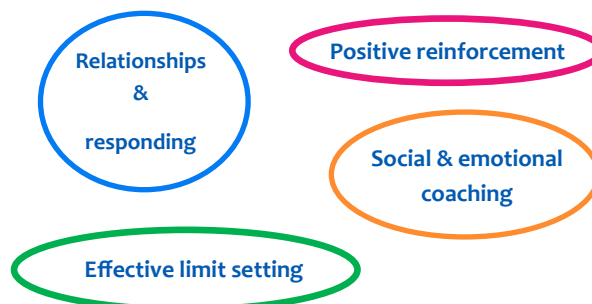 Relationships
&
responding
Positive reinforcement
Social & emotional
coaching
Effective limit setting